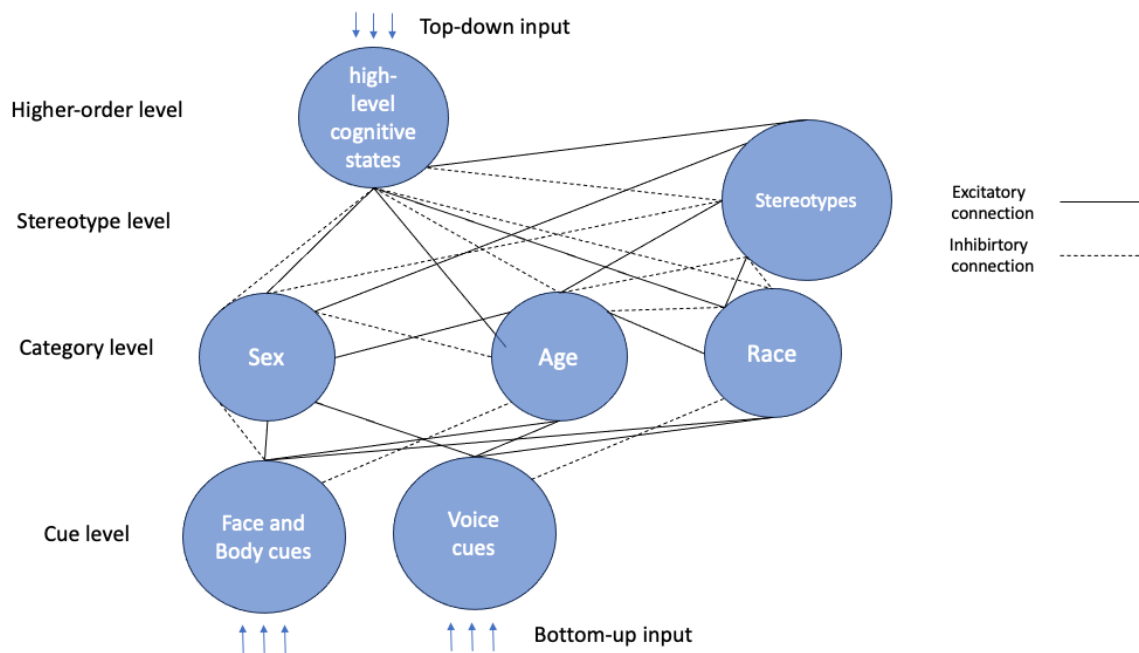 Top-down input
high-
level
cognitive
states
Higher-order level
Stereotypes
Excitatory
connection
Stereotype level
Inhibirtory
connection
Category level
Sex
Age
Race
Cue level
Face and
Body cues
Voice
cues
Bottom-up input